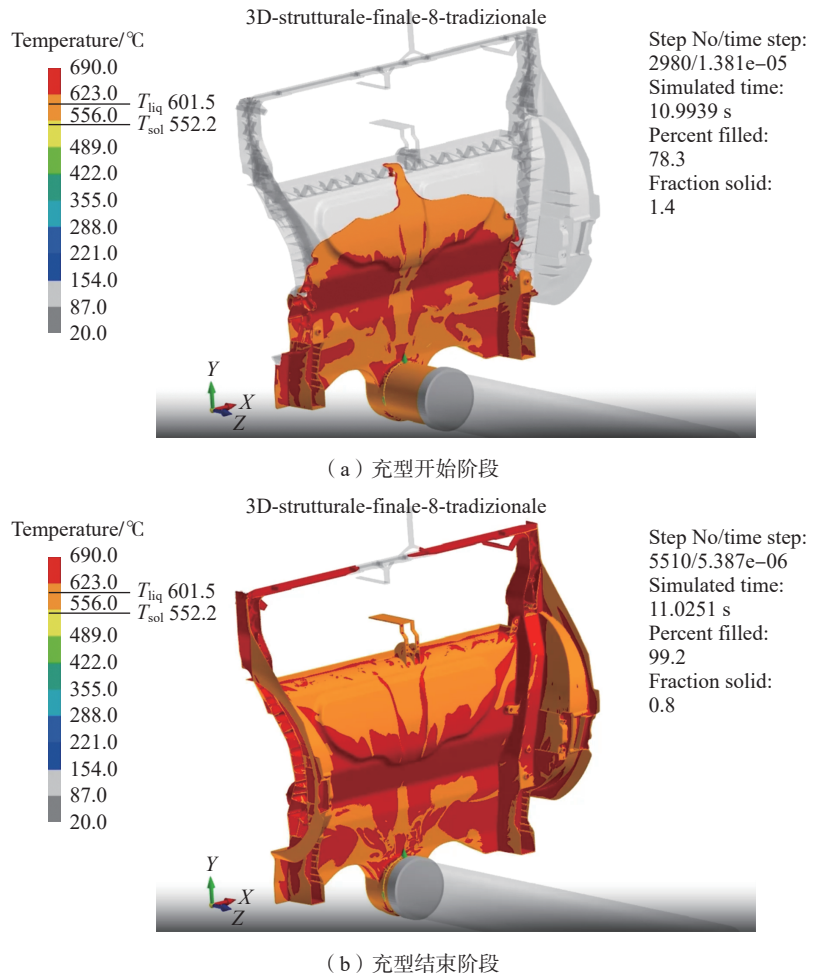 3D-strutturale-finale-8-tradizionale
Temperature/℃
690.0
623.0
T_liq 601.5
556.0
T_sol 552.2
489.0
422.0
355.0
288.0
221.0
154.0
87.0
20.0
Step No/time step:
2980/1.381e−05
Simulated time:
10.9939 s
Percent filled:
78.3
Fraction solid:
1.4
Y
X
Z
（a）充型开始阶段
3D-strutturale-finale-8-tradizionale
Temperature/℃
690.0
623.0
T_liq 601.5
556.0
T_sol 552.2
489.0
422.0
355.0
288.0
221.0
154.0
87.0
20.0
Step No/time step:
5510/5.387e−06
Simulated time:
11.0251 s
Percent filled:
99.2
Fraction solid:
0.8
Y
X
Z
（b）充型结束阶段